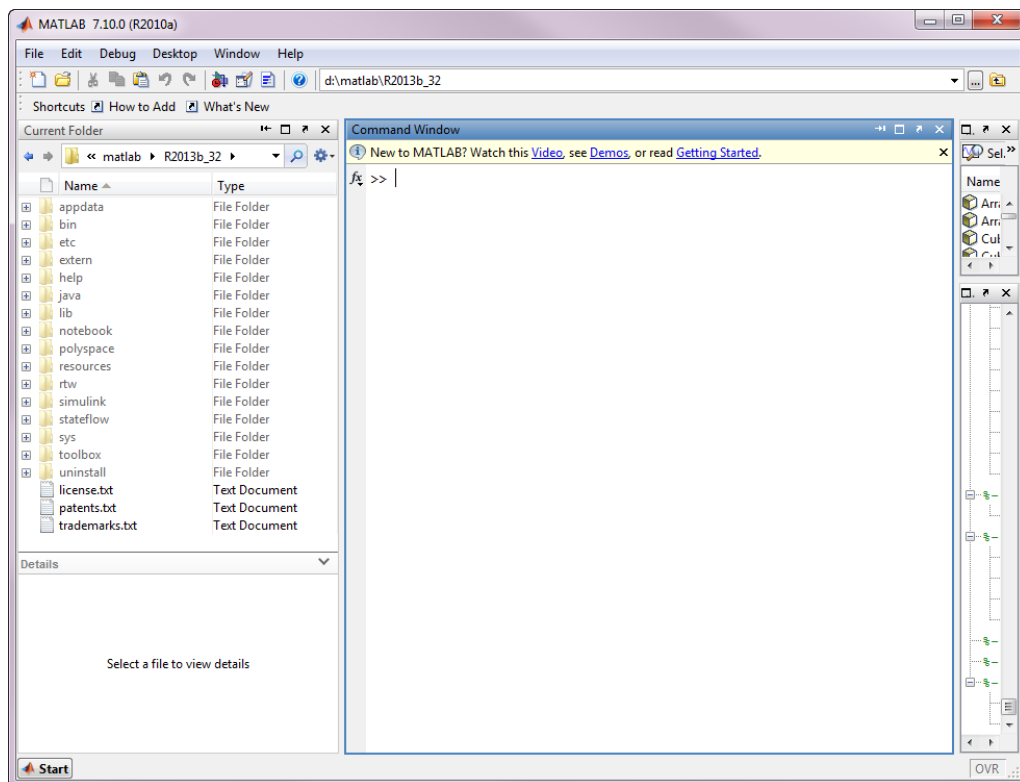 MATLAB 7.10.0 (R2010a)
File Edit Debug Desktop Window Help
d:\matlab\R2013b_32
Shortcuts How to Add What's New
Current Folder
« matlab R2013b_32
Name Type
appdata File Folder
bin File Folder
etc File Folder
extern File Folder
help File Folder
java File Folder
lib File Folder
notebook File Folder
polyspace File Folder
resources File Folder
rtw File Folder
simulink File Folder
stateflow File Folder
sys File Folder
toolbox File Folder
uninstall File Folder
license.txt Text Document
patents.txt Text Document
trademarks.txt Text Document
Details
Select a file to view details
Command Window
New to MATLAB? Watch this Video, see Demos, or read Getting Started.
fx >>
Sel. »
Name
Arra
Arra
Cul
%-
%-
%-
%-
%-
Start
OVR